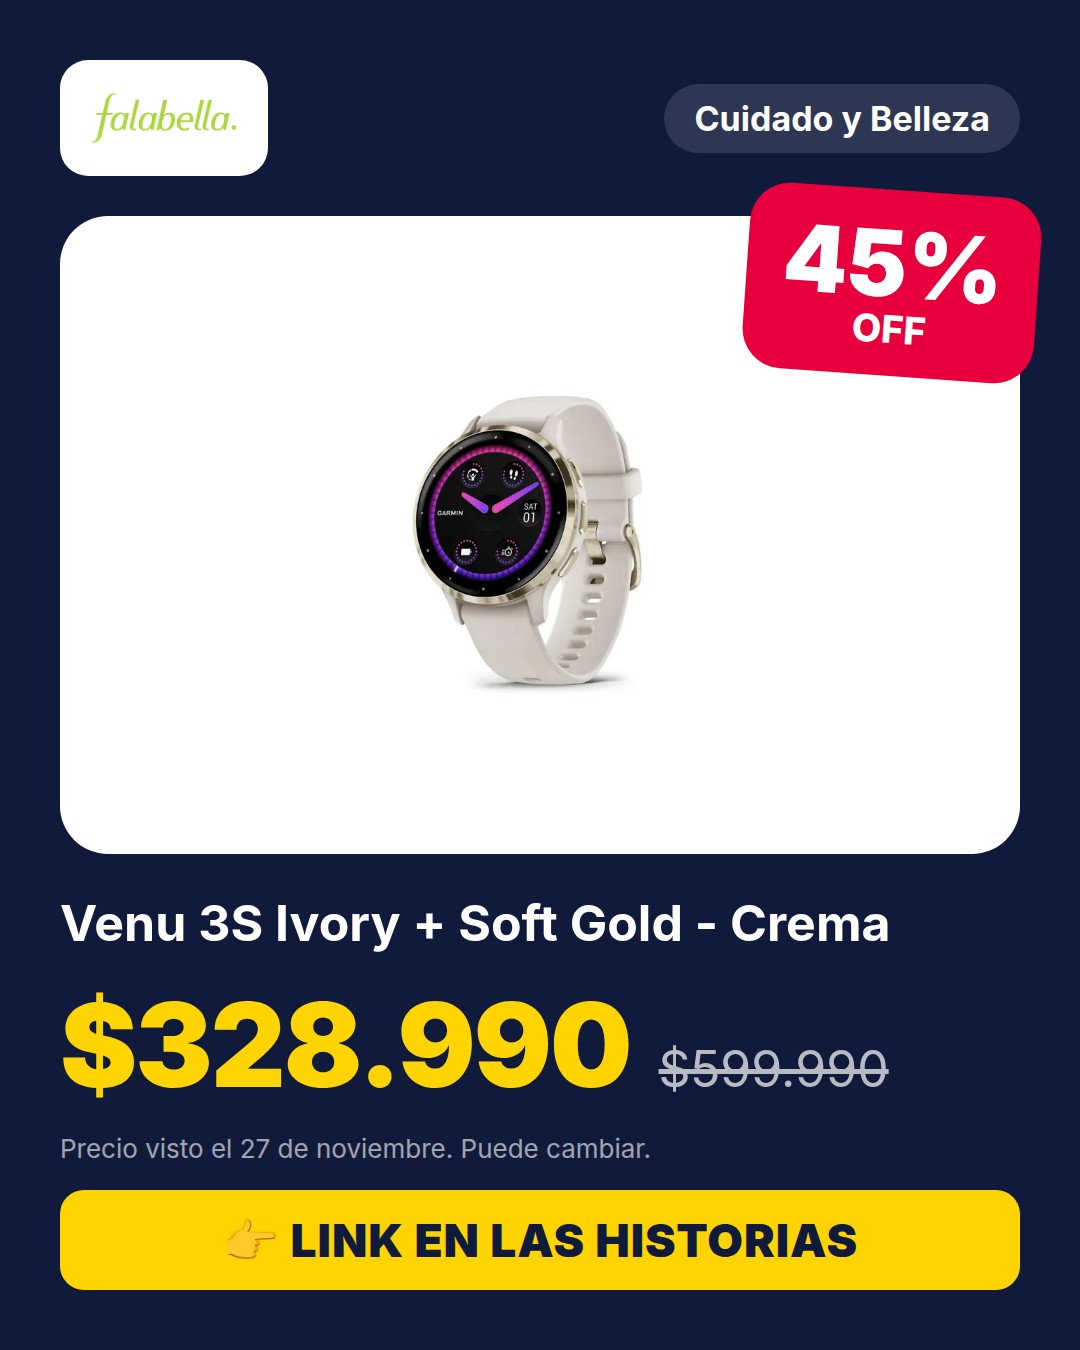 falabella.
Cuidado y Belleza
45%
OFF
GARMIN
SAT
01
Venu 3S Ivory + Soft Gold - Crema
$328.990 $599.990
Precio visto el 27 de noviembre. Puede cambiar.
👉 LINK EN LAS HISTORIAS